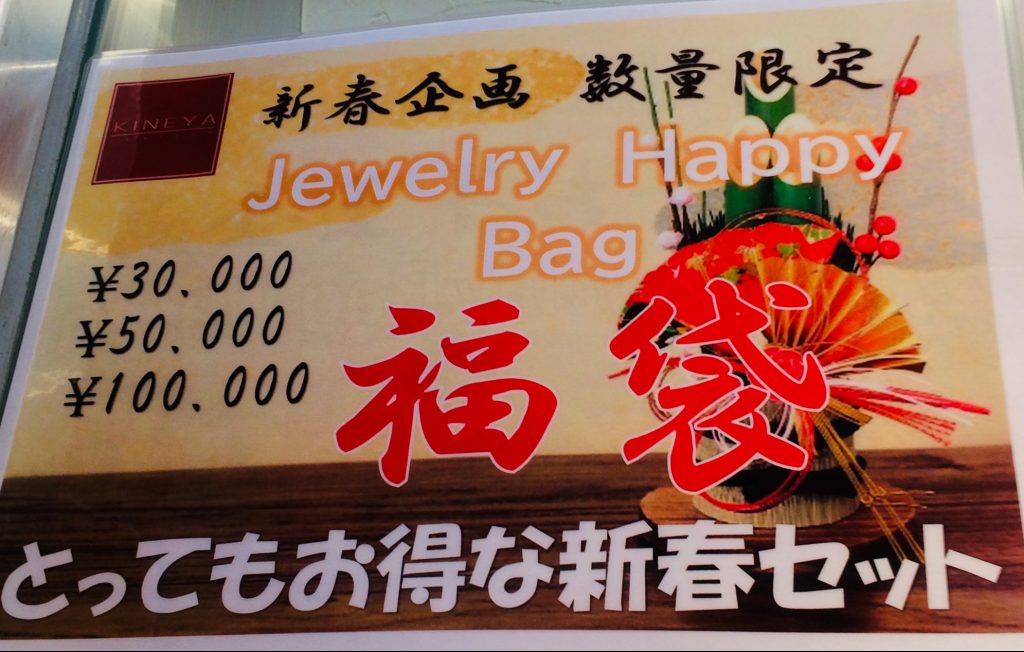 KINEYA
新春企画 数量限定
Jewelry Happy
Bag
¥30.000
¥50.000
¥100.000
福袋
とってもお得な新春セット